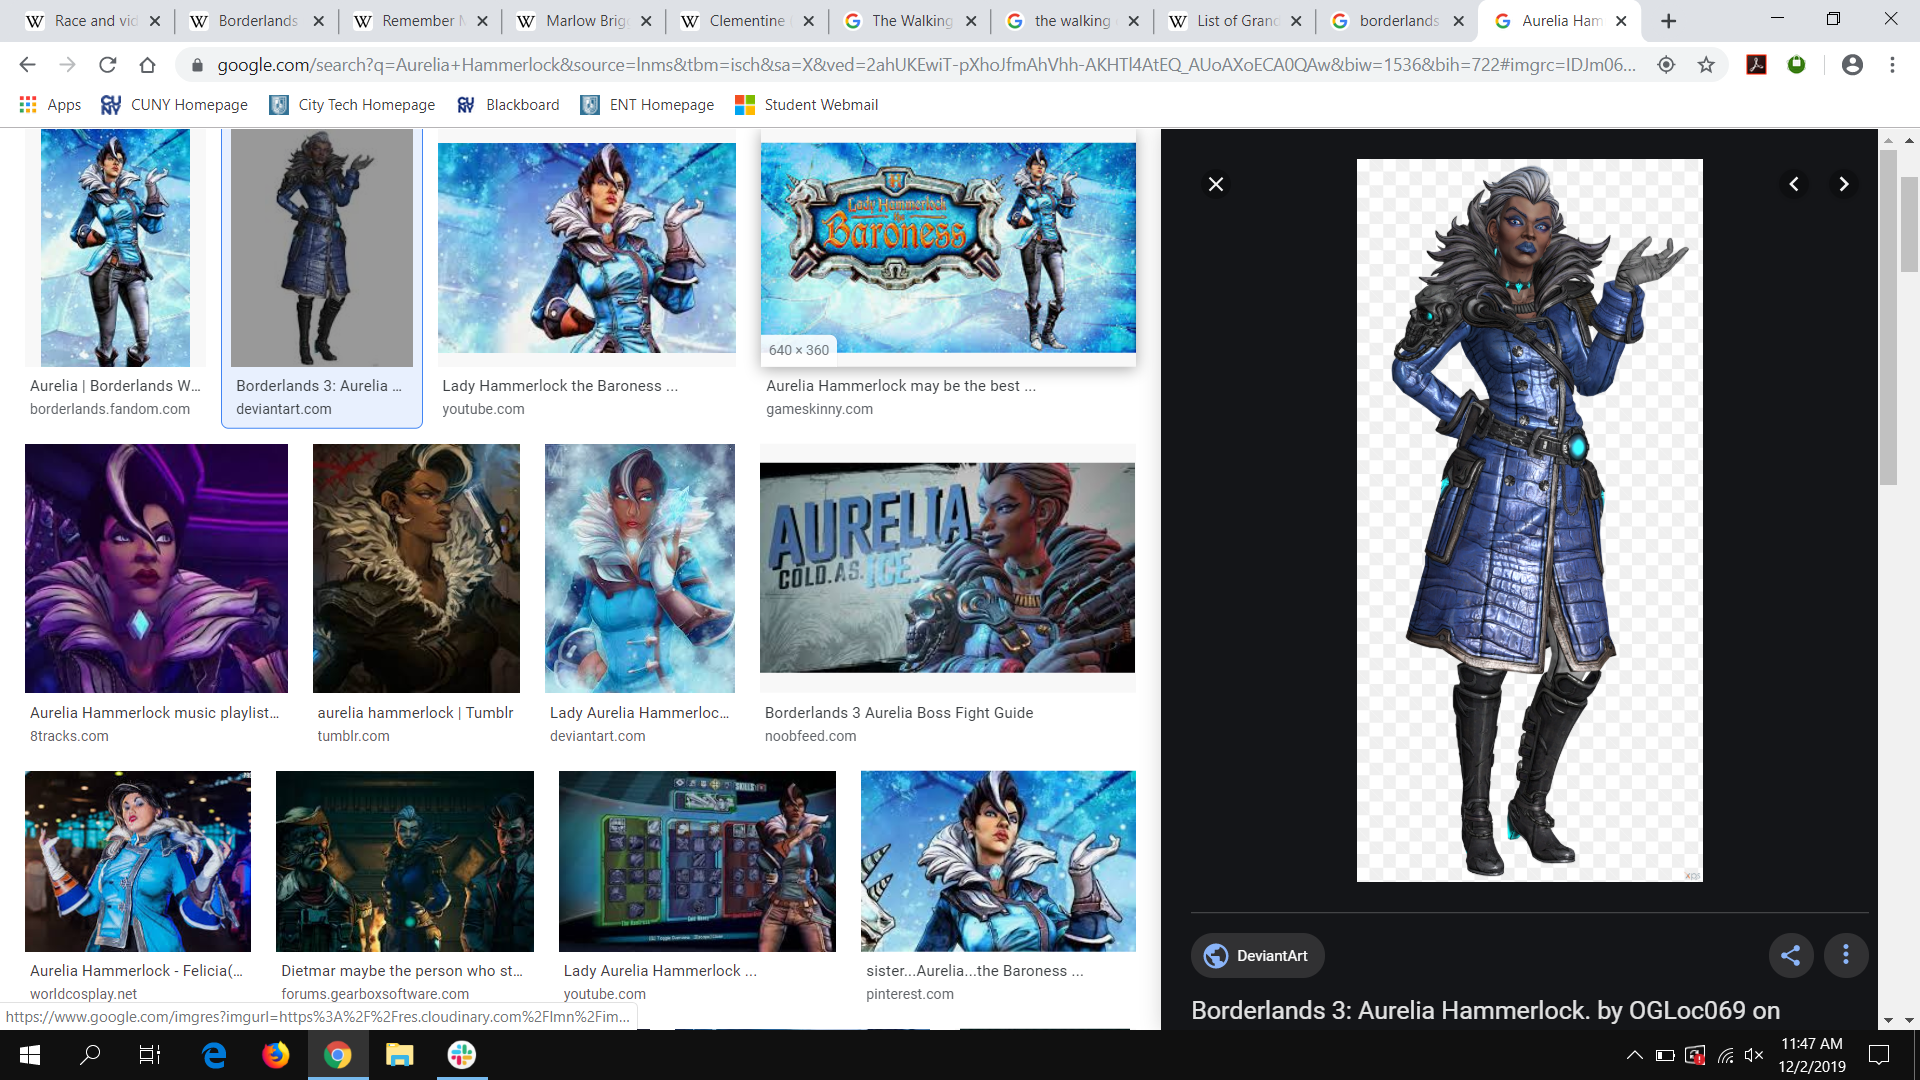 Race and vid
Borderlands
Remember M
Marlow Brig
Clementine (
The Walking
the walking
List of Grand
borderlands
Aurelia Ham
google.com/search?q=Aurelia+Hammerlock&source=lnms&tbm=isch&sa=X&ved=2ahUKEwiT-pXhoJfmAhVhh-AKHTl4AtEQ_AUoAXoECA0QAw&biw=1536&bih=722#imgrc=IDJm06...
Apps
CUNY Homepage
City Tech Homepage
Blackboard
ENT Homepage
Student Webmail
Lady Hammerlock
the
Baroness
640 × 360
Aurelia | Borderlands W...
borderlands.fandom.com
Borderlands 3: Aurelia ...
deviantart.com
Lady Hammerlock the Baroness ...
youtube.com
Aurelia Hammerlock may be the best ...
gameskinny.com
AURELIA
COLD.AS.ICE.
Aurelia Hammerlock music playlist...
8tracks.com
aurelia hammerlock | Tumblr
tumblr.com
Lady Aurelia Hammerloc...
deviantart.com
Borderlands 3 Aurelia Boss Fight Guide
noobfeed.com
SKILLS
Aurelia Hammerlock - Felicia(...
worldcosplay.net
Dietmar maybe the person who st...
forums.gearboxsoftware.com
Lady Aurelia Hammerlock ...
youtube.com
sister...Aurelia...the Baroness ...
pinterest.com
xps
DeviantArt
Borderlands 3: Aurelia Hammerlock. by OGLoc069 on
https://www.google.com/imgres?imgurl=https%3A%2F%2Fres.cloudinary.com%2Flmn%2Fim...
11:47 AM
12/2/2019